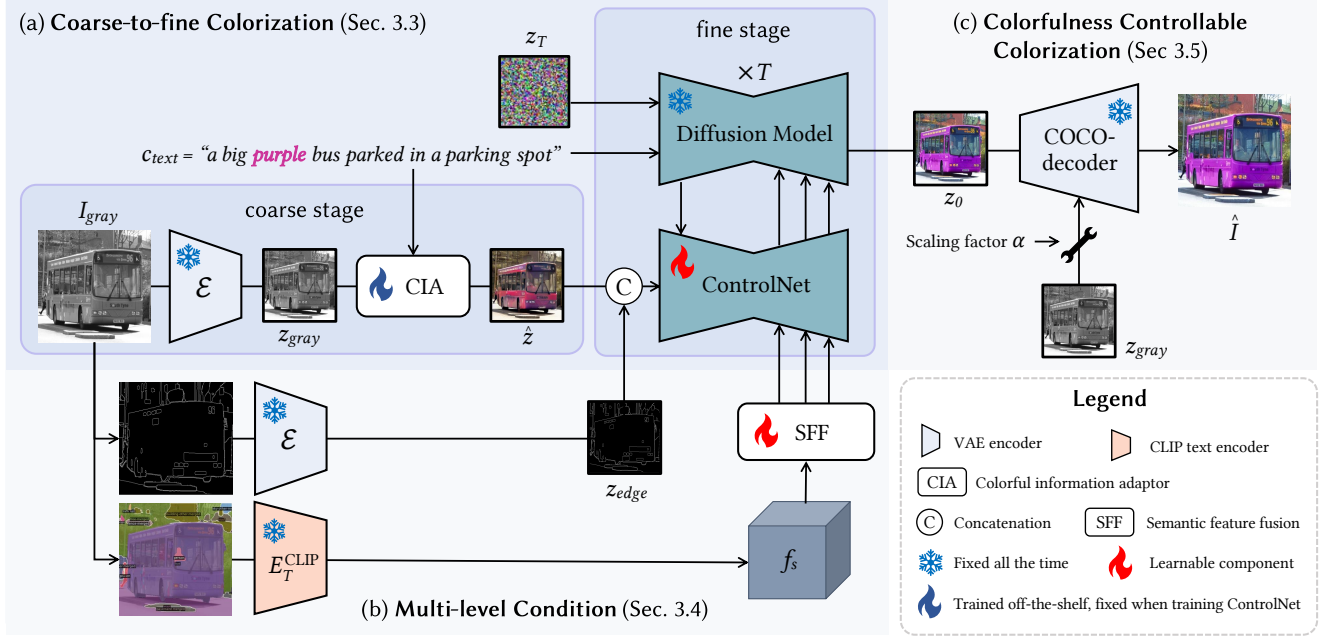 (a) Coarse-to-fine Colorization (Sec. 3.3)
z_T
fine stage
× T
Diffusion Model
c_text = “a big purple bus parked in a parking spot”
I_gray
coarse stage
ℰ
z_gray
CIA
ẑ
C
ControlNet
(c) Colorfulness Controllable
Colorization (Sec 3.5)
96
z_0
COCO-
decoder
96
Î
Scaling factor α
z_gray
ℰ
z_edge
SFF
E_T^CLIP
f_s
(b) Multi-level Condition (Sec. 3.4)
Legend
VAE encoder
CLIP text encoder
CIA Colorful information adaptor
C Concatenation
SFF Semantic feature fusion
Fixed all the time
Learnable component
Trained off-the-shelf, fixed when training ControlNet